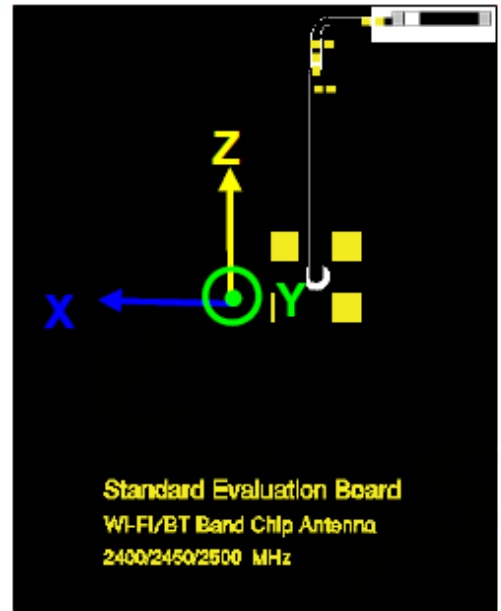 Z
X
Y
Standard Evaluation Board
WI-FI/BT Band Chip Antenna
2400/2450/2500 MHz